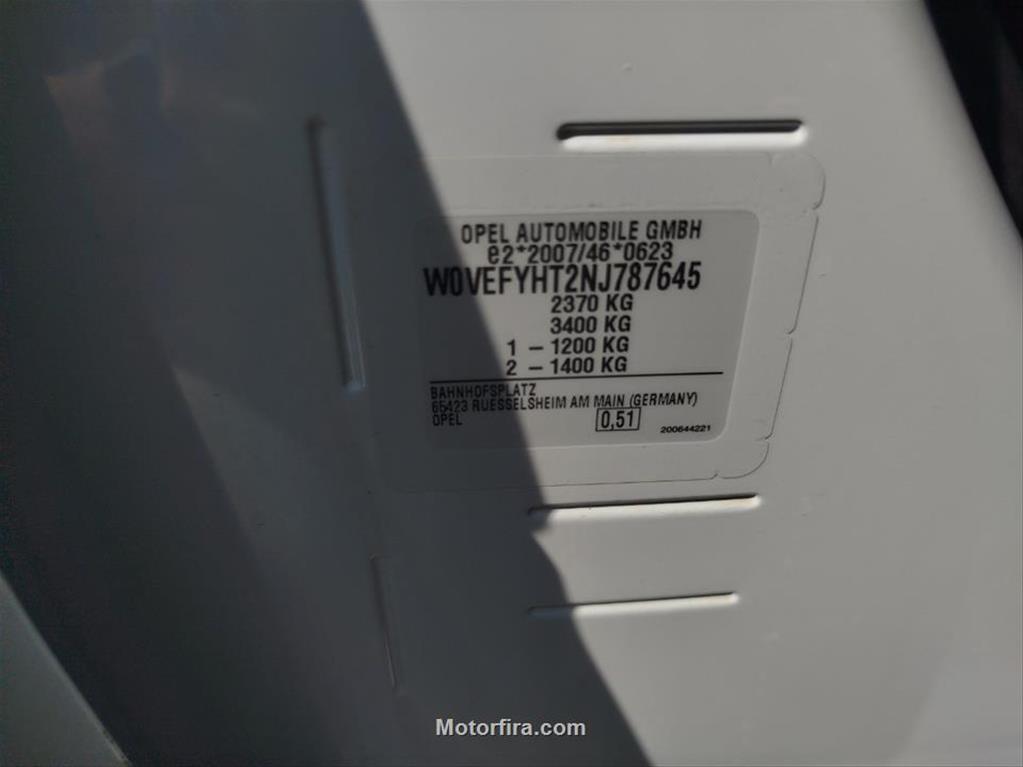 OPEL AUTOMOBILE GMBH
e2*2007/46*0623
W0VEFYHT2NJ787645
2370 KG
3400 KG
1 – 1200 KG
2 – 1400 KG
BAHNHOFSPLATZ
65423 RUESSELSHEIM AM MAIN (GERMANY)
OPEL 0,51 200644221
Motorfira.com